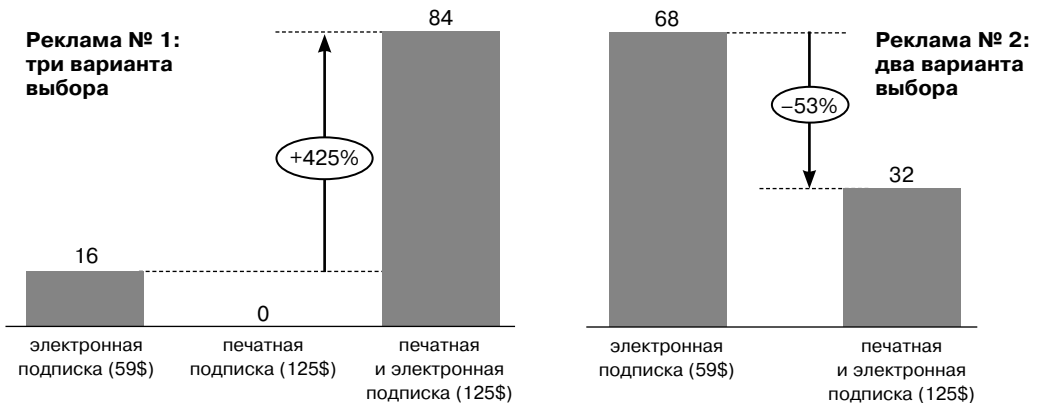 Реклама № 1:
три варианта
выбора
84
+425%
16
0
электронная
подписка (59$)
печатная
подписка (125$)
печатная
и электронная
подписка (125$)
68
Реклама № 2:
два варианта
выбора
−53%
32
электронная
подписка (59$)
печатная
и электронная
подписка (125$)